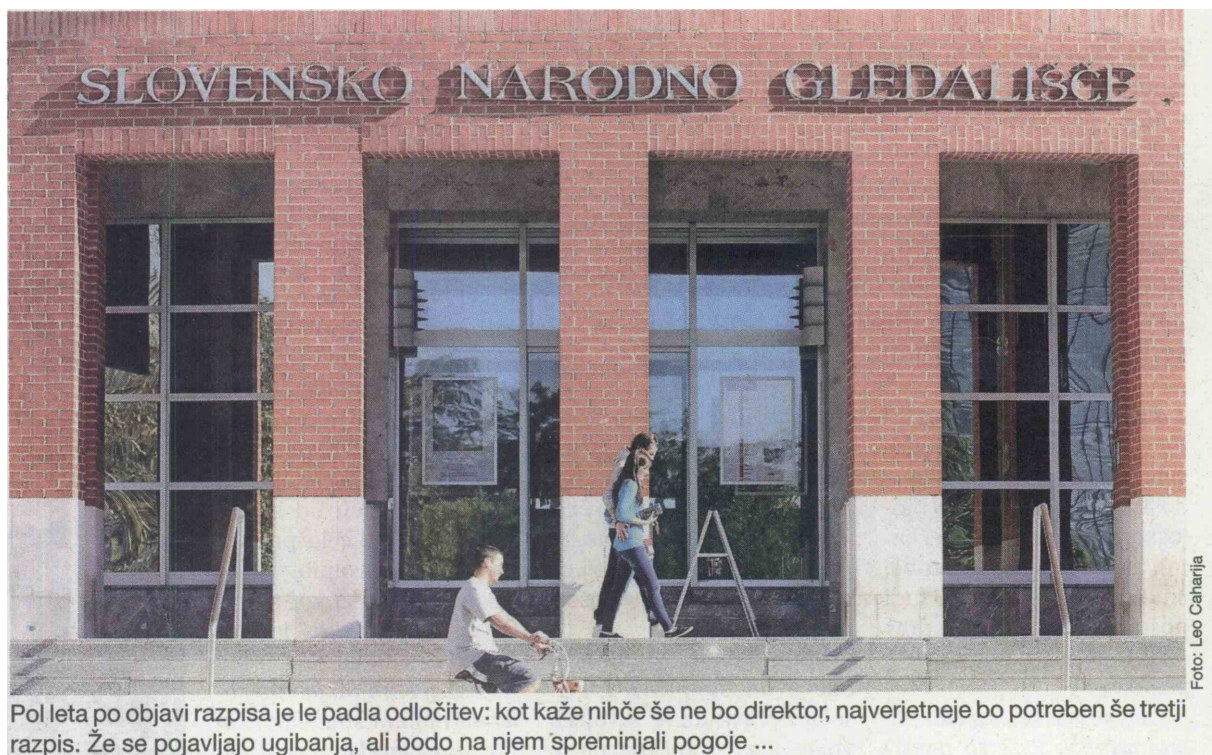 SLOVENSKO NARODNO GLEDALIŠČE
Foto: Leo Caharija
Pol leta po objavi razpisa je le padla odločitev: kot kaže nihče še ne bo direktor, najverjetneje bo potreben še tretji
razpis. Že se pojavljajo ugibanja, ali bodo na njem spreminjali pogoje ...